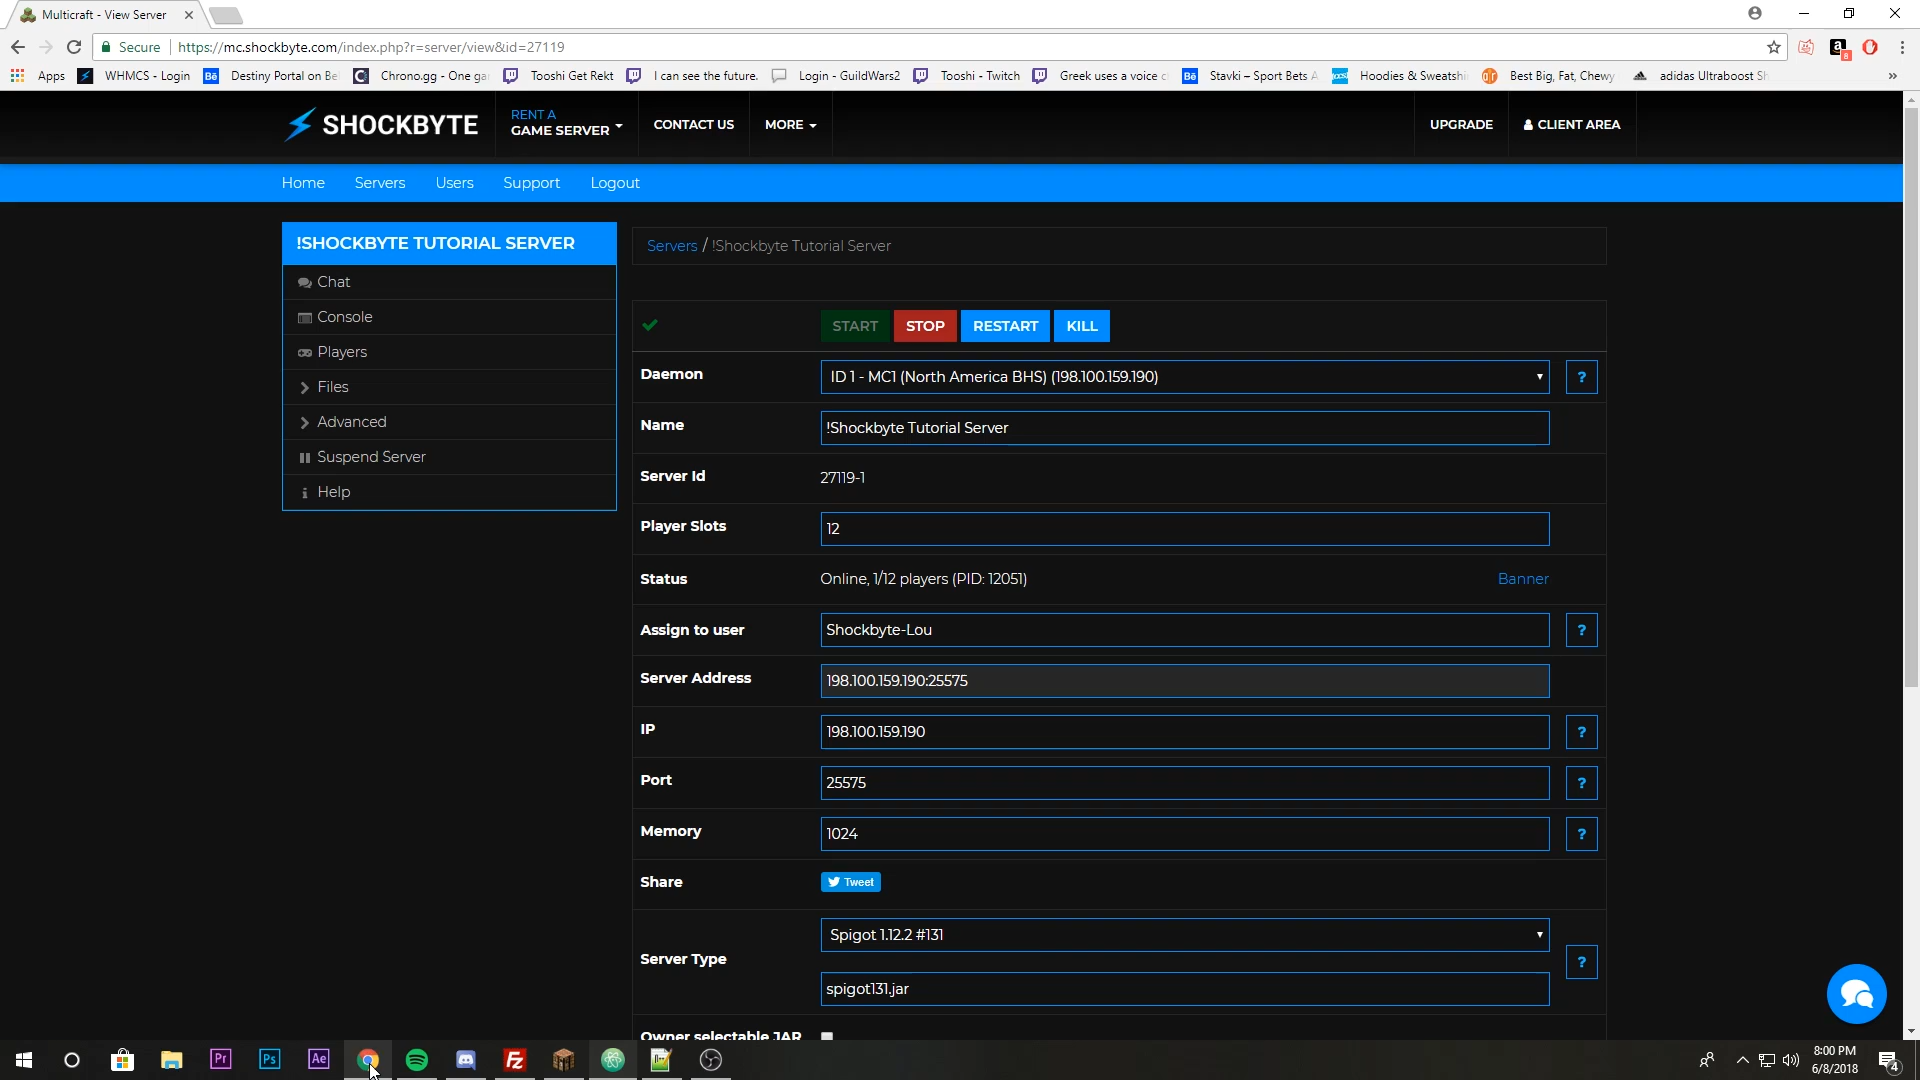 Multicraft - View Server
Secure
https://mc.shockbyte.com/index.php?r=server/view&id=27119
8
Apps
WHMCS - Login
Destiny Portal on Be
Chrono.gg - One ga
Tooshi Get Rekt
I can see the future.
Login - GuildWars2
Tooshi - Twitch
Greek uses a voice c
Stavki – Sport Bets A
Hoodies & Sweatshi
Best Big, Fat, Chewy
adidas Ultraboost Sh
SHOCKBYTE
RENT A
GAME SERVER
CONTACT US
MORE
UPGRADE
CLIENT AREA
Home
Servers
Users
Support
Logout
!SHOCKBYTE TUTORIAL SERVER
Chat
Console
Players
Files
Advanced
Suspend Server
Help
Servers / !Shockbyte Tutorial Server
START
STOP
RESTART
KILL
Daemon
ID 1 - MC1 (North America BHS) (198.100.159.190)
?
Name
!Shockbyte Tutorial Server
Server Id
27119-1
Player Slots
12
Status
Online, 1/12 players (PID: 12051)
Banner
Assign to user
Shockbyte-Lou
?
Server Address
198.100.159.190:25575
IP
198.100.159.190
?
Port
25575
?
Memory
1024
?
Share
Tweet
Server Type
Spigot 1.12.2 #131
?
spigot131.jar
Owner selectable JAR
Pr
Ps
Ae
Fz
8:00 PM
6/8/2018
4